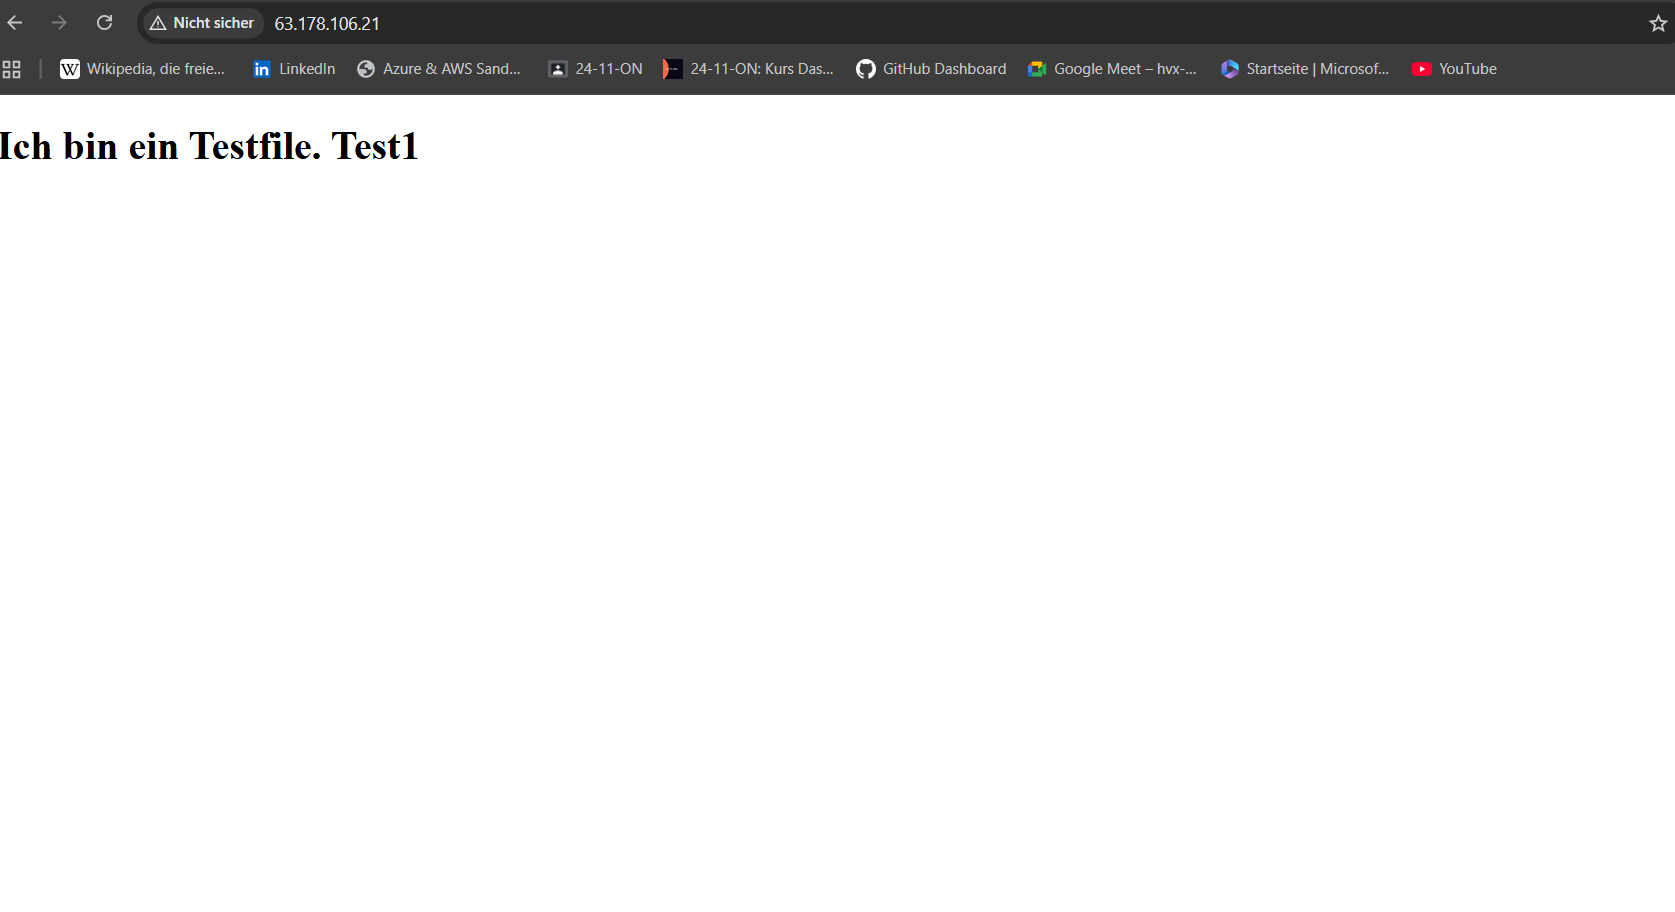 Nicht sicher 63.178.106.21
Wikipedia, die freie... LinkedIn Azure & AWS Sand... 24-11-ON 24-11-ON: Kurs Das... GitHub Dashboard Google Meet – hvx-... Startseite | Microsof... YouTube
Ich bin ein Testfile. Test1